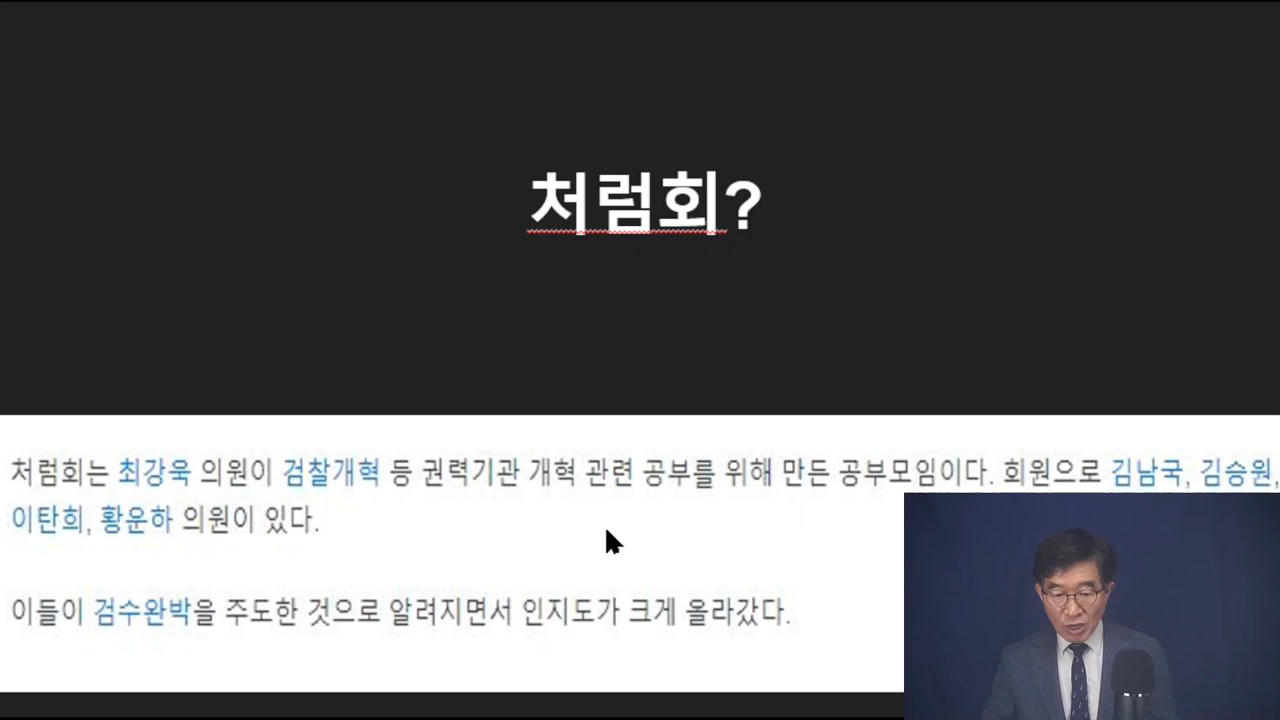 처럼회?
처럼회는 최강욱 의원이 검찰개혁 등 권력기관 개혁 관련 공부를 위해 만든 공부모임이다. 회원으로 김남국, 김승원,
이탄희, 황운하 의원이 있다.
이들이 검수완박을 주도한 것으로 알려지면서 인지도가 크게 올라갔다.